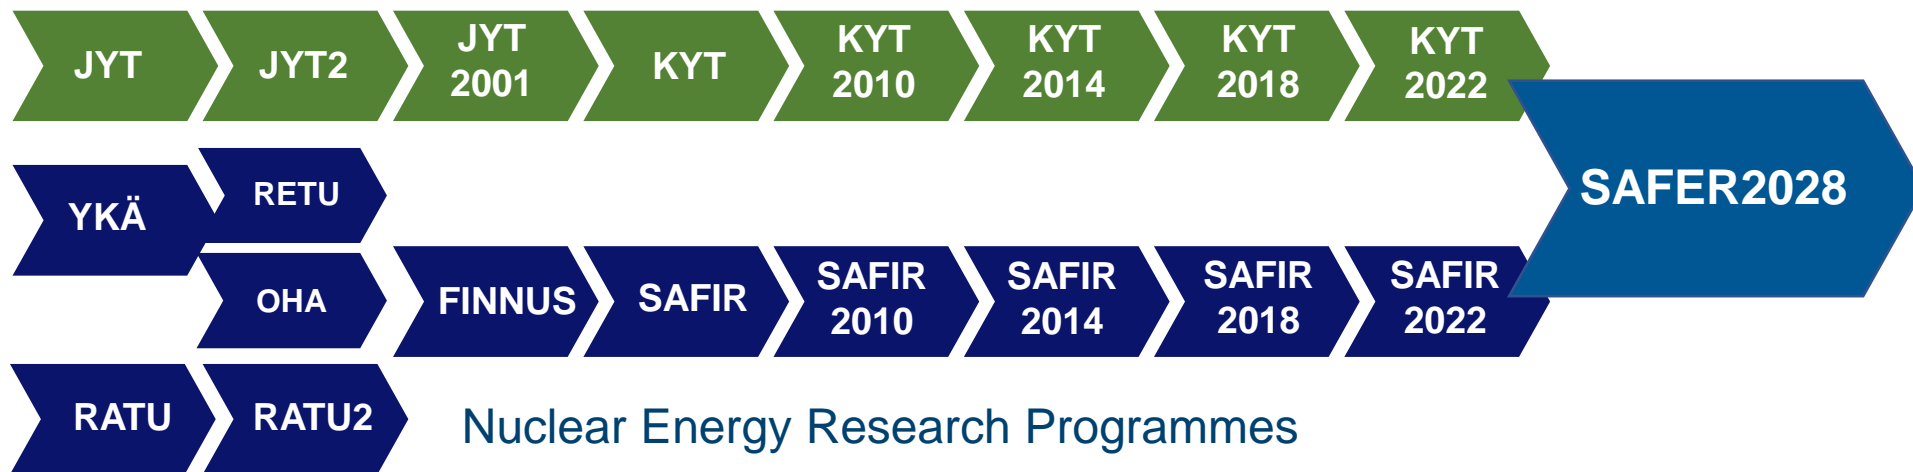 JYT
JYT2
JYT
2001
KYT
KYT
2010
KYT
2014
KYT
2018
KYT
2022
SAFER2028
YKÄ
RETU
OHA
FINNUS
SAFIR
SAFIR
2010
SAFIR
2014
SAFIR
2018
SAFIR
2022
RATU
RATU2
Nuclear Energy Research Programmes